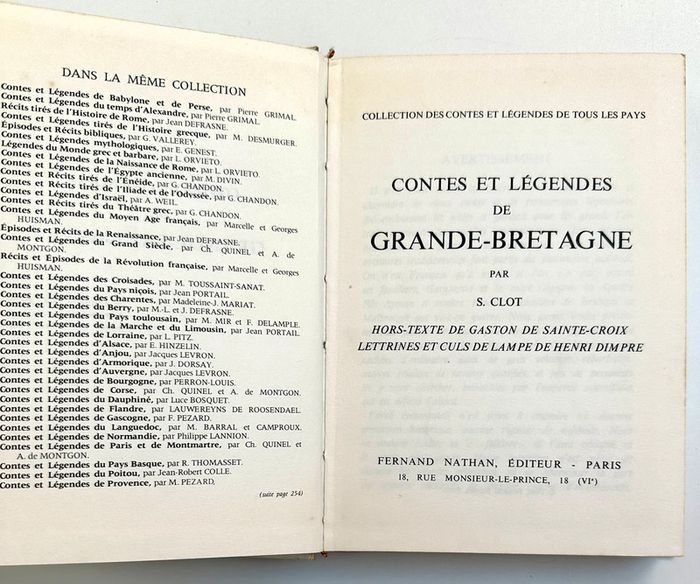 DANS LA MÊME COLLECTION
Contes et Légendes de Babylone et de Perse, par Pierre GRIMAL.
Contes et Légendes du temps d'Alexandre, par Pierre GRIMAL.
Récits tirés de l'Histoire de Rome, par Jean DEFRASNE.
Contes et Légendes tirés de l'Histoire grecque, par M. DESMURGER.
Épisodes et Récits bibliques, par G. VALLEREY.
Contes et Légendes mythologiques, par E. GENEST.
Légendes du Monde grec et barbare, par L. ORVIETO.
Contes et Légendes de la Naissance de Rome, par L. ORVIETO.
Contes et Légendes de l'Égypte ancienne, par M. DIVIN.
Contes et Récits tirés de l'Énéide, par G. CHANDON.
Contes et Récits tirés de l'Iliade et de l'Odyssée, par G. CHANDON.
Contes et Légendes d'Israël, par A. WEIL.
Contes et Récits tirés du Théâtre grec, par G. CHANDON.
Contes et Légendes du Moyen Age français, par Marcelle et Georges
HUISMAN.
Épisodes et Récits de la Renaissance, par Jean DEFRASNE.
Contes et Légendes du Grand Siècle, par Ch. QUINEL et A. de
MONTGON.
Récits et Épisodes de la Révolution française, par Marcelle et Georges
HUISMAN.
Contes et Légendes des Croisades, par M. TOUSSAINT-SANAT.
Contes et Légendes du Pays niçois, par Jean PORTAIL.
Contes et Légendes des Charentes, par Madeleine-J. MARIAT.
Contes et Légendes du Berry, par M.-L. et J. DEFRASNE.
Contes et Légendes du Pays toulousain, par M. MIR et F. DELAMPLE.
Contes et Légendes de la Marche et du Limousin, par Jean PORTAIL.
Contes et Légendes de Lorraine, par L. PITZ.
Contes et Légendes d'Alsace, par E. HINZELIN.
Contes et Légendes d'Anjou, par Jacques LEVRON.
Contes et Légendes d'Armorique, par J. DORSAY.
Contes et Légendes d'Auvergne, par Jacques LEVRON.
Contes et Légendes de Bourgogne, par PERRON-LOUIS.
Contes et Légendes de Corse, par Ch. QUINEL et A. de MONTGON.
Contes et Légendes du Dauphiné, par Luce BOSQUET.
Contes et Légendes de Flandre, par LAUWEREYNS DE ROOSENDAEL.
Contes et Légendes de Gascogne, par F. PEZARD.
Contes et Légendes du Languedoc, par M. BARRAL et CAMPROUX.
Contes et Légendes de Normandie, par Philippe LANNION.
Contes et Légendes de Paris et de Montmartre, par Ch. QUINEL et
A. de MONTGON.
Contes et Légendes du Pays Basque, par R. THOMASSET.
Contes et Légendes du Poitou, par Jean-Robert COLLE.
Contes et Légendes de Provence, par M. PEZARD.
(suite page 254)
COLLECTION DES CONTES ET LÉGENDES DE TOUS LES PAYS
CONTES ET LÉGENDES
DE
GRANDE-BRETAGNE
PAR
S. CLOT
HORS-TEXTE DE GASTON DE SAINTE-CROIX
LETTRINES ET CULS DE LAMPE DE HENRI DIMPRE
FERNAND NATHAN, ÉDITEUR - PARIS
18, RUE MONSIEUR-LE-PRINCE, 18 (VIᵉ)